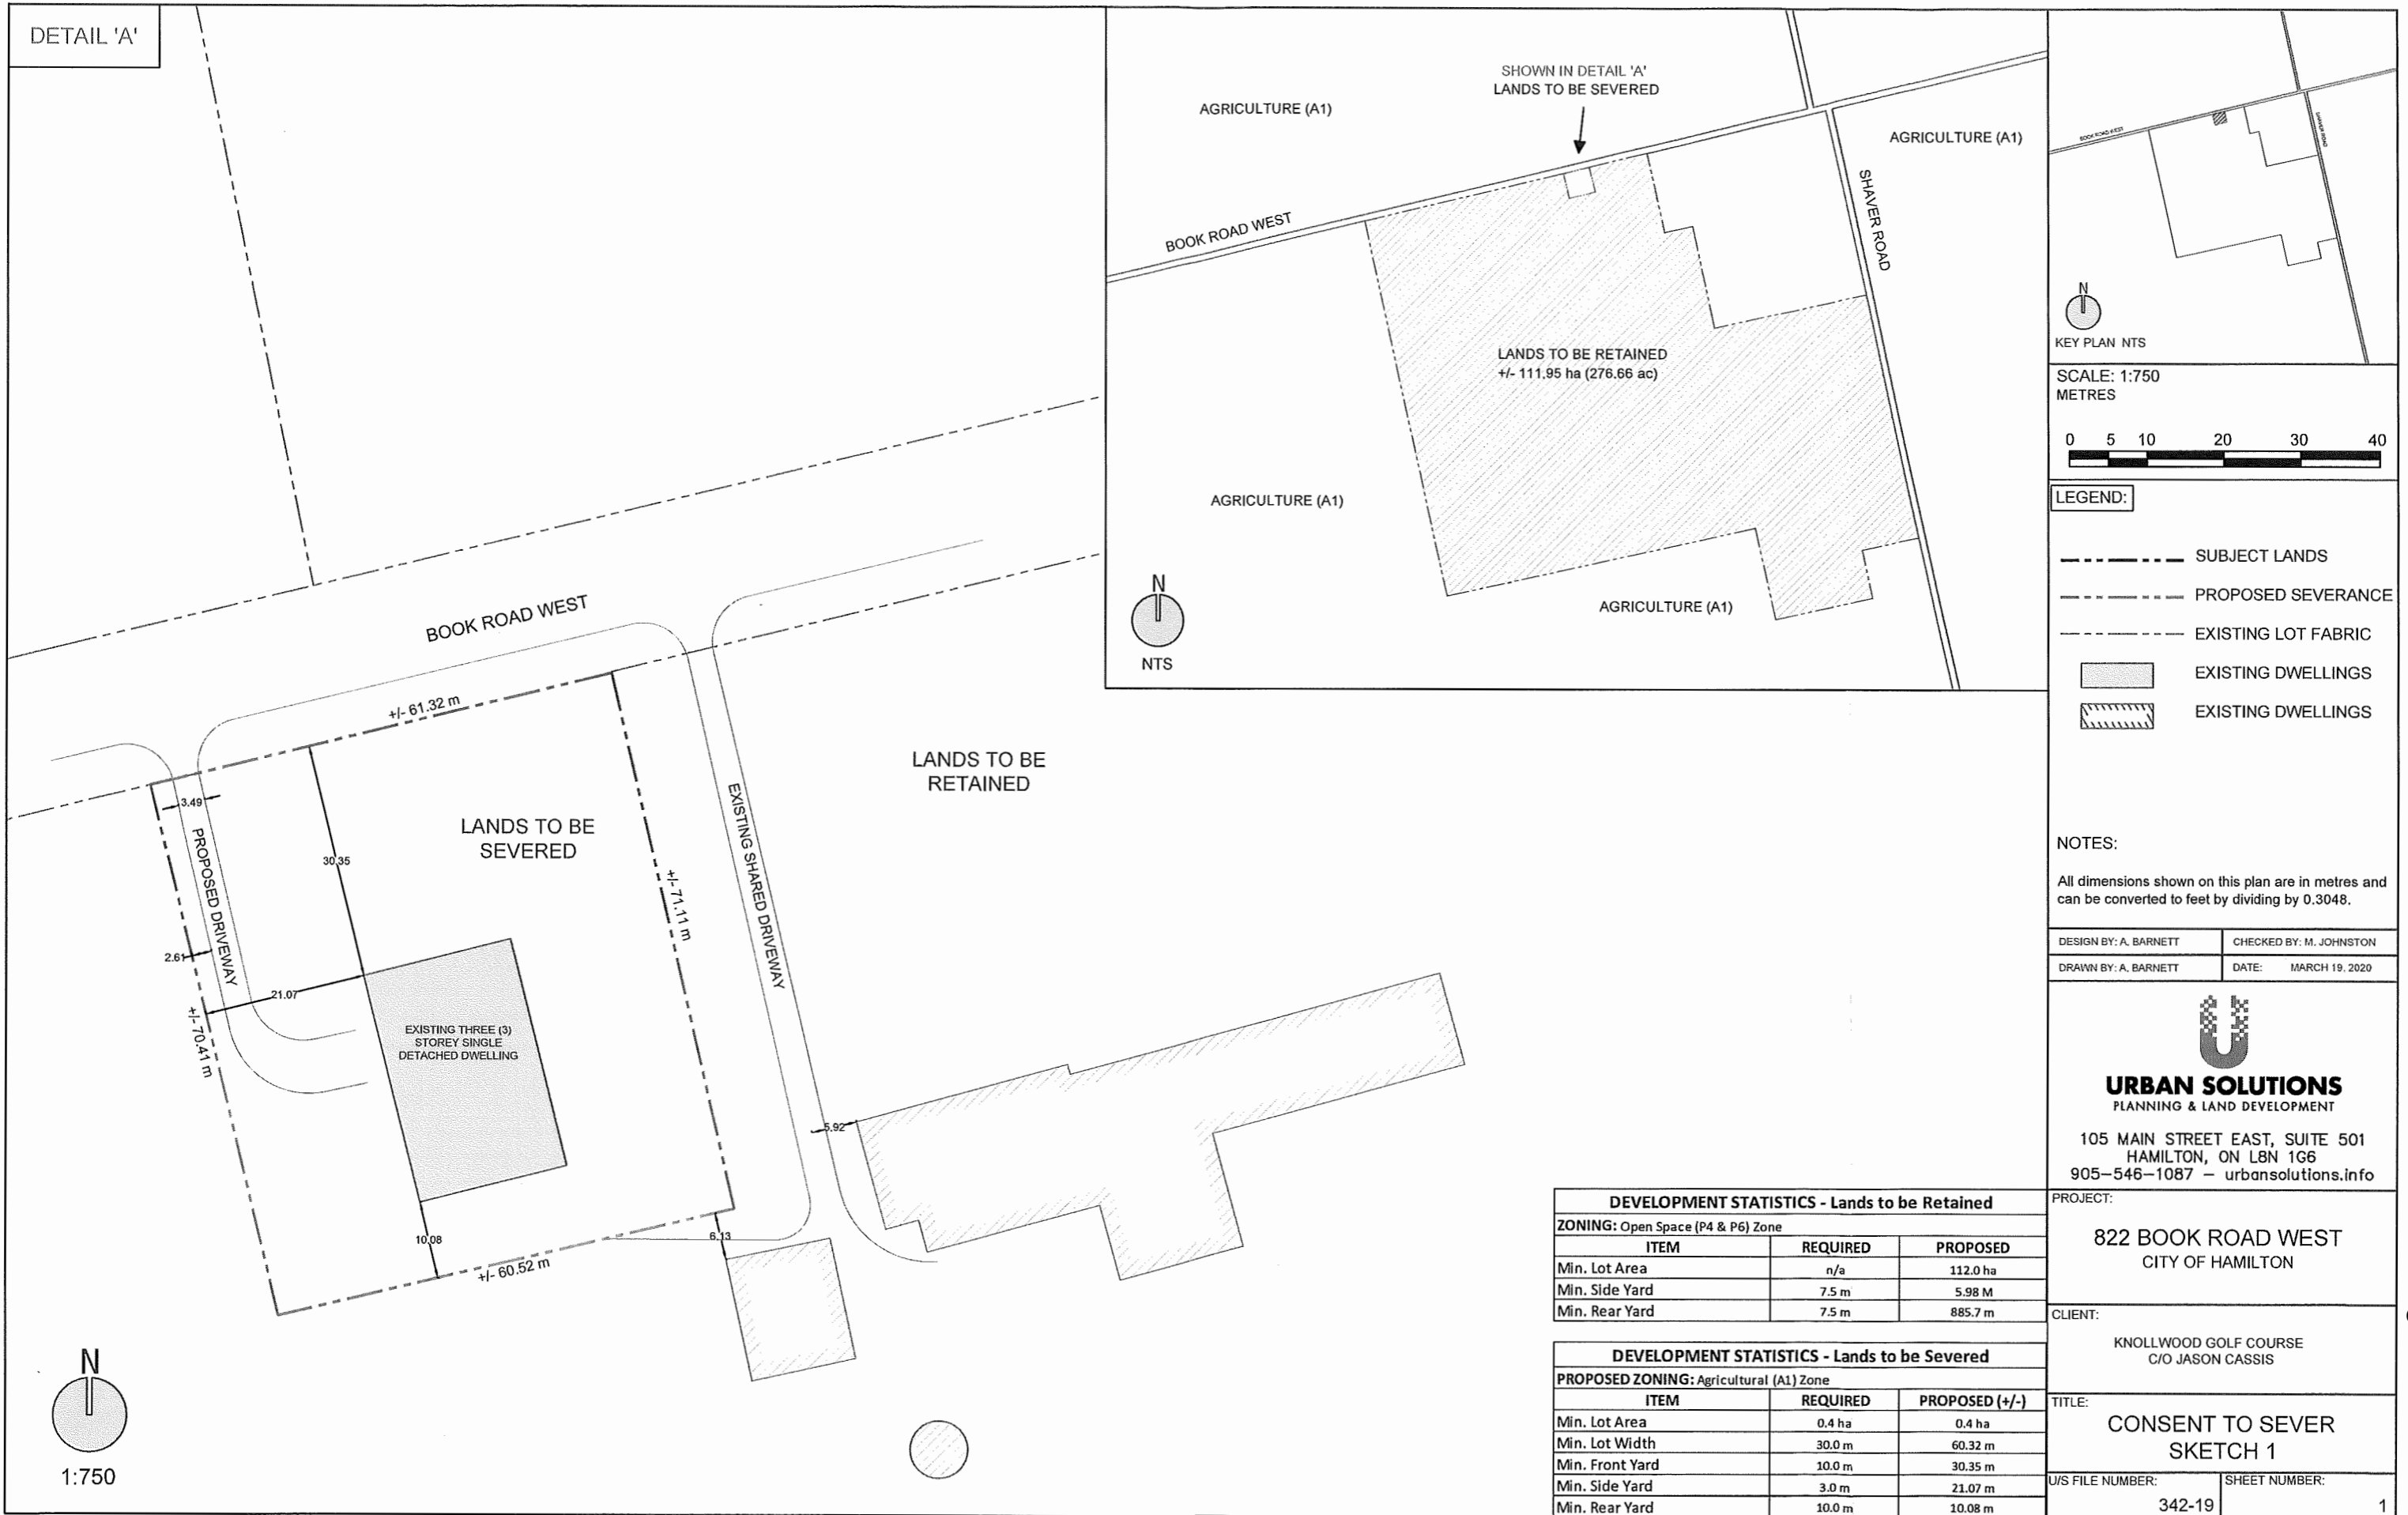 DETAIL 'A'
BOOK ROAD WEST
+/- 61.32 m
3.49
PROPOSED DRIVEWAY
30.35
LANDS TO BE
SEVERED
+/- 71.11 m
EXISTING SHARED DRIVEWAY
LANDS TO BE
RETAINED
2.61
21.07
+/- 70.41 m
EXISTING THREE (3)
STOREY SINGLE
DETACHED DWELLING
5.92
10.08
+/- 60.52 m
6.13
N
1:750
SHOWN IN DETAIL 'A'
LANDS TO BE SEVERED
AGRICULTURE (A1)
AGRICULTURE (A1)
BOOK ROAD WEST
SHAVER ROAD
LANDS TO BE RETAINED
+/- 111.95 ha (276.66 ac)
AGRICULTURE (A1)
AGRICULTURE (A1)
N
NTS
DEVELOPMENT STATISTICS - Lands to be Retained
ZONING: Open Space (P4 & P6) Zone
ITEM REQUIRED PROPOSED
Min. Lot Area n/a 112.0 ha
Min. Side Yard 7.5 m 5.98 M
Min. Rear Yard 7.5 m 885.7 m
DEVELOPMENT STATISTICS - Lands to be Severed
PROPOSED ZONING: Agricultural (A1) Zone
ITEM REQUIRED PROPOSED (+/-)
Min. Lot Area 0.4 ha 0.4 ha
Min. Lot Width 30.0 m 60.32 m
Min. Front Yard 10.0 m 30.35 m
Min. Side Yard 3.0 m 21.07 m
Min. Rear Yard 10.0 m 10.08 m
BOOK ROAD WEST
SHAVER ROAD
N
KEY PLAN NTS
SCALE: 1:750
METRES
0 5 10 20 30 40
LEGEND:
SUBJECT LANDS
PROPOSED SEVERANCE
EXISTING LOT FABRIC
EXISTING DWELLINGS
EXISTING DWELLINGS
NOTES:
All dimensions shown on this plan are in metres and
can be converted to feet by dividing by 0.3048.
DESIGN BY: A. BARNETT CHECKED BY: M. JOHNSTON
DRAWN BY: A. BARNETT DATE: MARCH 19. 2020
URBAN SOLUTIONS
PLANNING & LAND DEVELOPMENT
105 MAIN STREET EAST, SUITE 501
HAMILTON, ON L8N 1G6
905-546-1087 - urbansolutions.info
PROJECT:
822 BOOK ROAD WEST
CITY OF HAMILTON
CLIENT:
KNOLLWOOD GOLF COURSE
C/O JASON CASSIS
TITLE:
CONSENT TO SEVER
SKETCH 1
U/S FILE NUMBER: SHEET NUMBER:
342-19 1